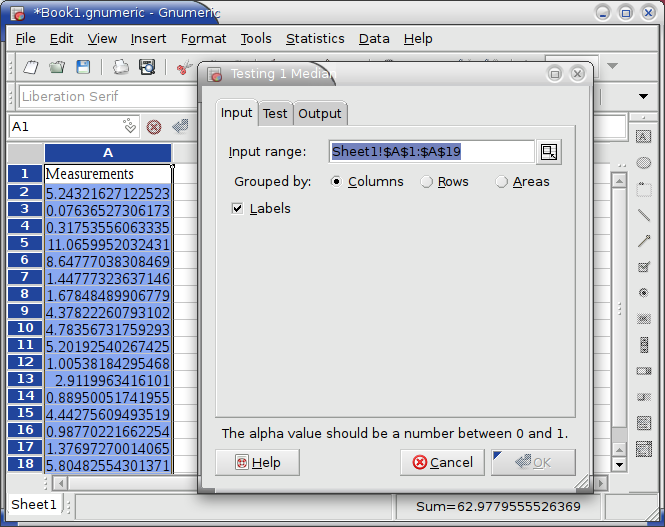 *Book1.gnumeric - Gnumeric
File Edit View Insert Format Tools Statistics Data Help
Liberation Serif
A1
A
1 Measurements
2 5.24321627122523
3 0.07636527306173
4 0.31753556063335
5 11.0659952032431
6 8.64777038308469
7 1.44777323637146
8 1.67848489906779
9 4.37822260793102
10 4.78356731759293
11 5.20192540267425
12 1.00538184295468
13 2.9119963416101
14 0.88950051741955
15 4.44275609493519
16 0.98770221662254
17 1.37697270014065
18 5.80482554301371
Sheet1
Sum=62.9779555526369
Testing 1 Median
Input Test Output
Input range: Sheet1!$A$1:$A$19
Grouped by: Columns Rows Areas
Labels
The alpha value should be a number between 0 and 1.
Help Cancel OK